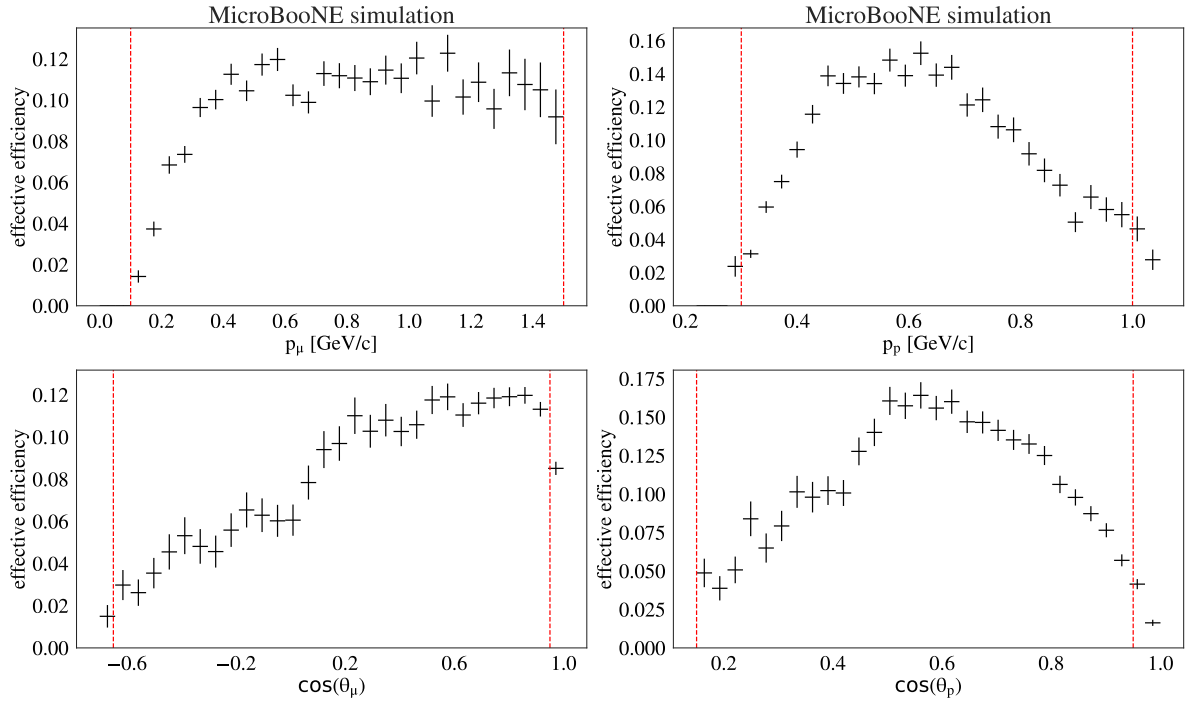 MicroBooNE simulation
effective efficiency
0.12
0.10
0.08
0.06
0.04
0.02
0.00
0.0 0.2 0.4 0.6 0.8 1.0 1.2 1.4
pμ [GeV/c]
MicroBooNE simulation
effective efficiency
0.16
0.14
0.12
0.10
0.08
0.06
0.04
0.02
0.00
0.2 0.4 0.6 0.8 1.0
pp [GeV/c]
effective efficiency
0.12
0.10
0.08
0.06
0.04
0.02
0.00
−0.6 −0.2 0.2 0.6 1.0
cos(θμ)
effective efficiency
0.175
0.150
0.125
0.100
0.075
0.050
0.025
0.000
0.2 0.4 0.6 0.8 1.0
cos(θp)